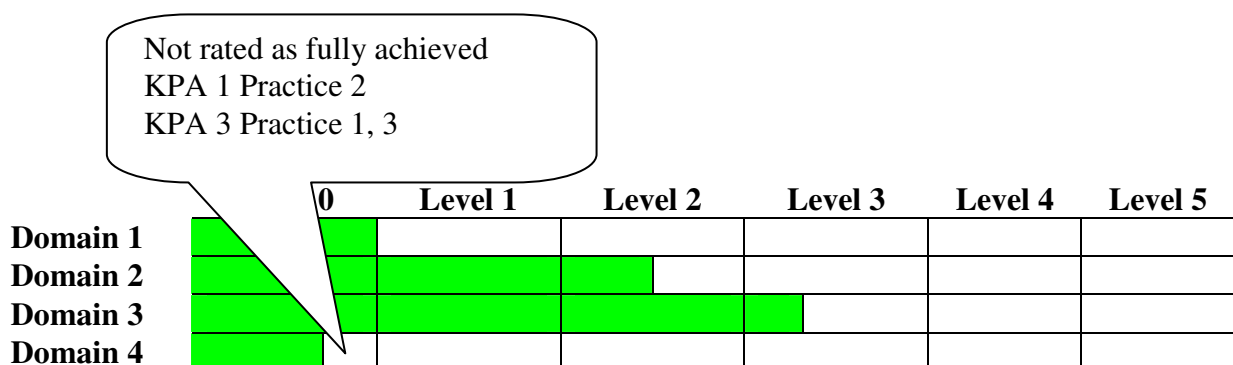 Not rated as fully achieved
KPA 1 Practice 2
KPA 3 Practice 1, 3
0 Level 1 Level 2 Level 3 Level 4 Level 5
Domain 1
Domain 2
Domain 3
Domain 4